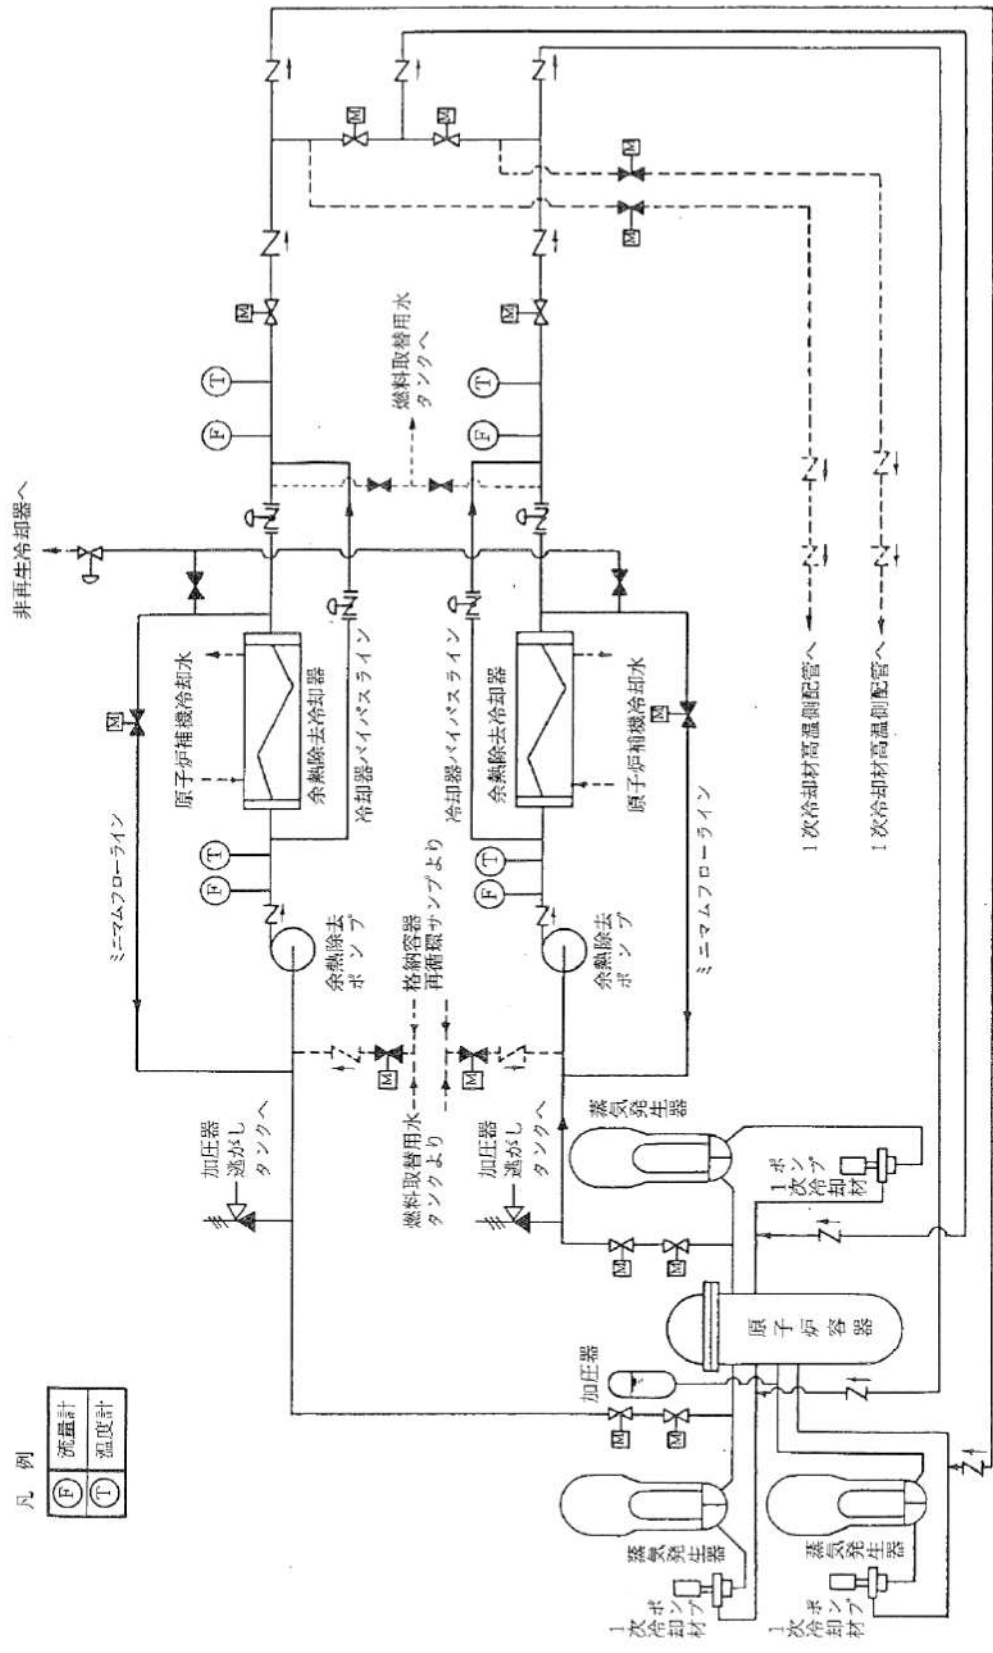 凡例
F 流量計
T 温度計
非再生冷却器へ
ミニマムフローライン
原子炉補機冷却水
余熱除去冷却器
冷却器バイパスライン
F
T
F
T
燃料取替用水
タンクへ
M
M
M
M
余熱除去
ポンプ
加圧器
逃がし
タンクへ
格納容器
再循環サンプより
燃料取替用水
タンクより
M
M
冷却器バイパスライン
余熱除去冷却器
原子炉補機冷却水
F
T
F
T
M
M
ミニマムフローライン
余熱除去
ポンプ
加圧器
逃がし
タンクへ
M
M
1次冷却材高温側配管へ
1次冷却材高温側配管へ
蒸気発生器
1次冷却材
ポンプ
M
M
原子炉容器
加圧器
M
M
蒸気発生器
1次冷却材
ポンプ
蒸気発生器
1次冷却材
ポンプ